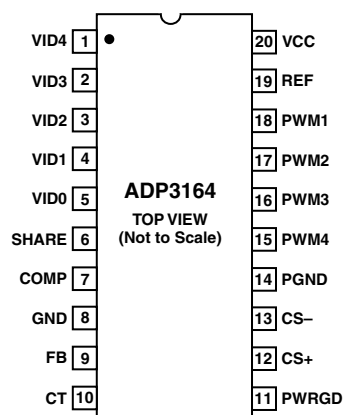 VID4 1
VID3 2
VID2 3
VID1 4
VID0 5
SHARE 6
COMP 7
GND 8
FB 9
CT 10
ADP3164
TOP VIEW
(Not to Scale)
20 VCC
19 REF
18 PWM1
17 PWM2
16 PWM3
15 PWM4
14 PGND
13 CS–
12 CS+
11 PWRGD